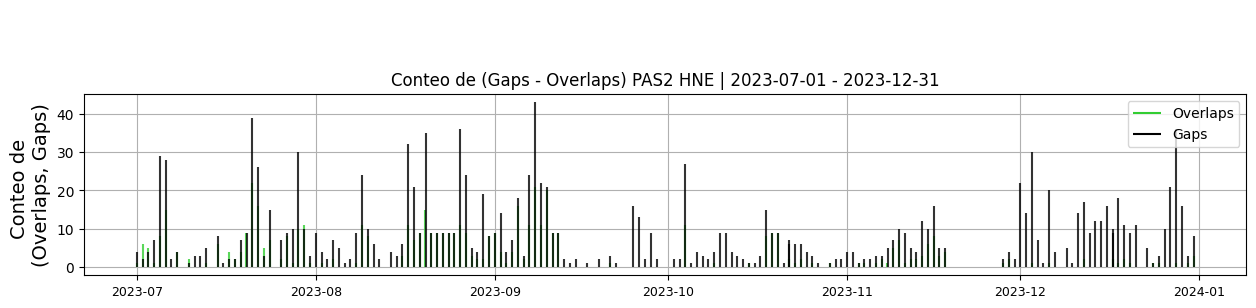 Conteo de (Gaps - Overlaps) PAS2 HNE | 2023-07-01 - 2023-12-31
Conteo de
(Overlaps, Gaps)
40
30
20
10
0
Overlaps
Gaps
2023-07
2023-08
2023-09
2023-10
2023-11
2023-12
2024-01